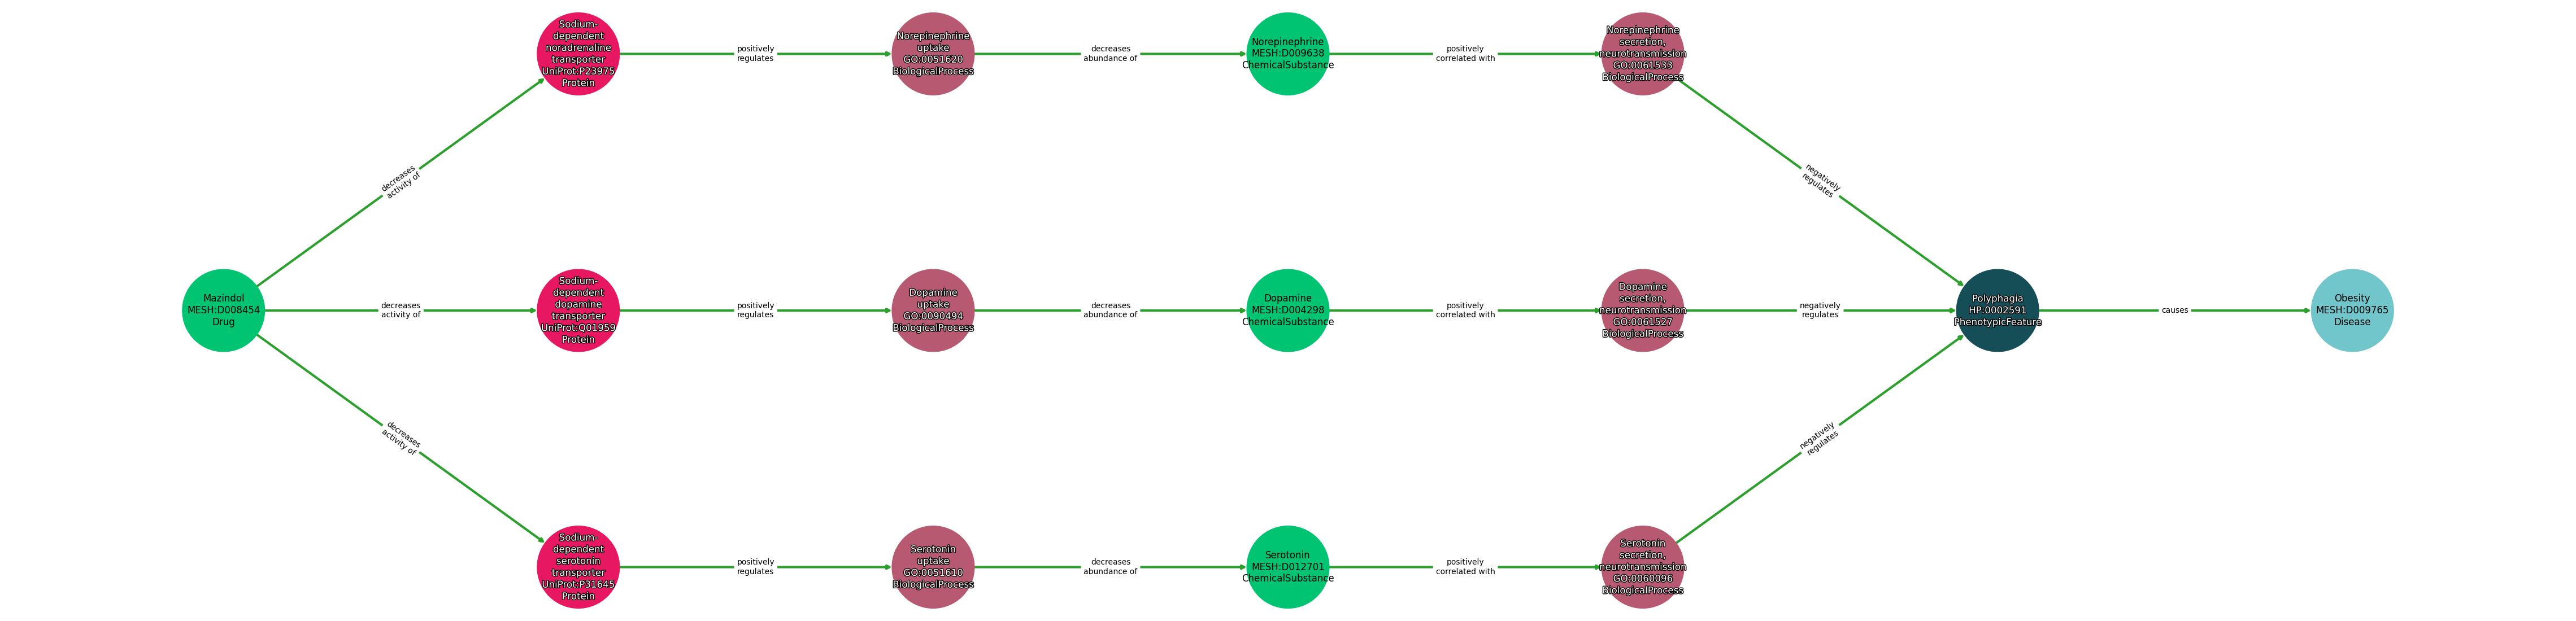 Sodium-
dependent
noradrenaline
transporter
UniProt:P23975
Protein
positively
regulates
Norepinephrine
uptake
GO:0051620
BiologicalProcess
decreases
abundance of
Norepinephrine
MESH:D009638
ChemicalSubstance
positively
correlated with
Norepinephrine
secretion,
neurotransmission
GO:0061533
BiologicalProcess
decreases
activity of
negatively
regulates
Mazindol
MESH:D008454
Drug
decreases
activity of
Sodium-
dependent
dopamine
transporter
UniProt:Q01959
Protein
positively
regulates
Dopamine
uptake
GO:0090494
BiologicalProcess
decreases
abundance of
Dopamine
MESH:D004298
ChemicalSubstance
positively
correlated with
Dopamine
secretion,
neurotransmission
GO:0061527
BiologicalProcess
negatively
regulates
Polyphagia
HP:0002591
PhenotypicFeature
causes
Obesity
MESH:D009765
Disease
decreases
activity of
negatively
regulates
Sodium-
dependent
serotonin
transporter
UniProt:P31645
Protein
positively
regulates
Serotonin
uptake
GO:0051610
BiologicalProcess
decreases
abundance of
Serotonin
MESH:D012701
ChemicalSubstance
positively
correlated with
Serotonin
secretion,
neurotransmission
GO:0060096
BiologicalProcess